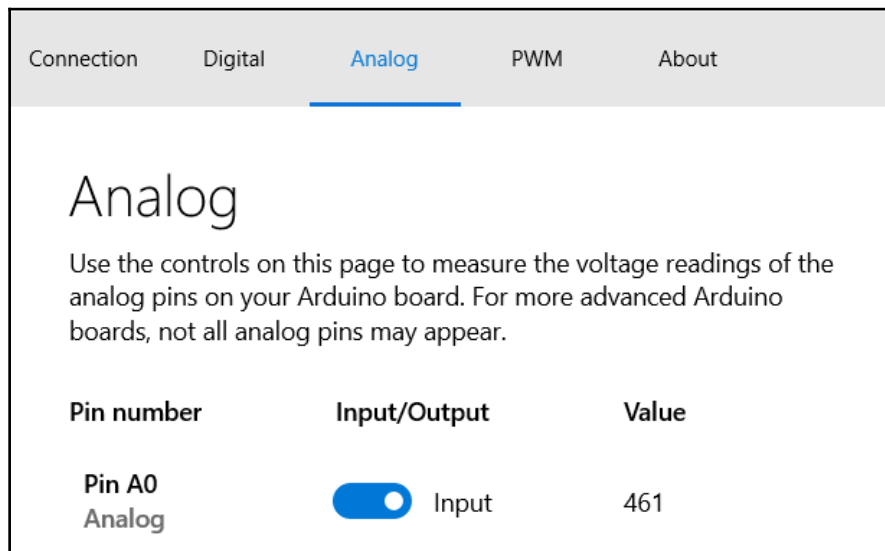 Connection Digital Analog PWM About
Analog
Use the controls on this page to measure the voltage readings of the
analog pins on your Arduino board. For more advanced Arduino
boards, not all analog pins may appear.
Pin number Input/Output Value
Pin A0
Analog
Input 461